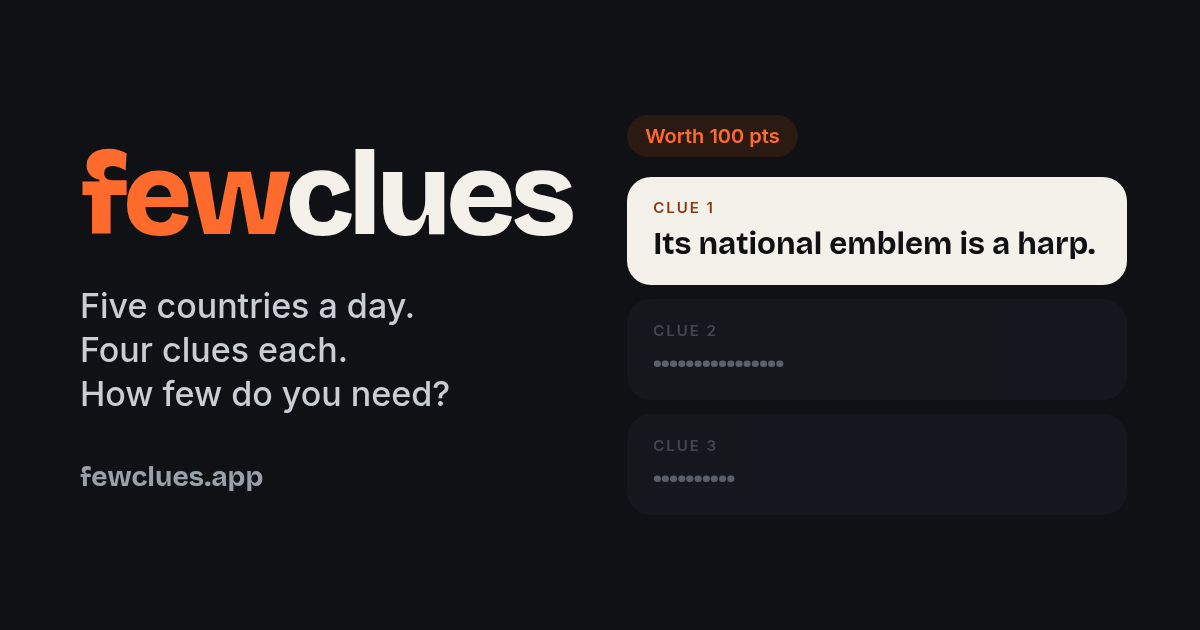 fewclues
Five countries a day.
Four clues each.
How few do you need?
fewclues.app
Worth 100 pts
CLUE 1
Its national emblem is a harp.
CLUE 2
••••••••••••••••
CLUE 3
••••••••••